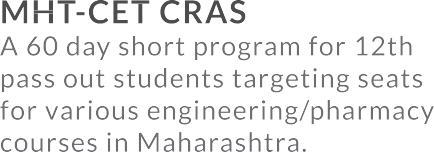 MHT-CET CRAS
A 60 day short program for 12th
pass out students targeting seats
for various engineering/pharmacy
courses in Maharashtra.